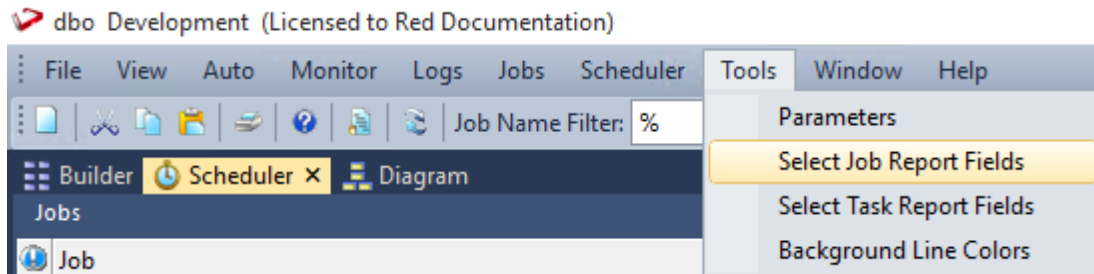 dbo Development (Licensed to Red Documentation)
File View Auto Monitor Logs Jobs Scheduler Tools Window Help
Job Name Filter: %
Parameters
Select Job Report Fields
Select Task Report Fields
Background Line Colors
Builder Scheduler Diagram
Jobs
Job